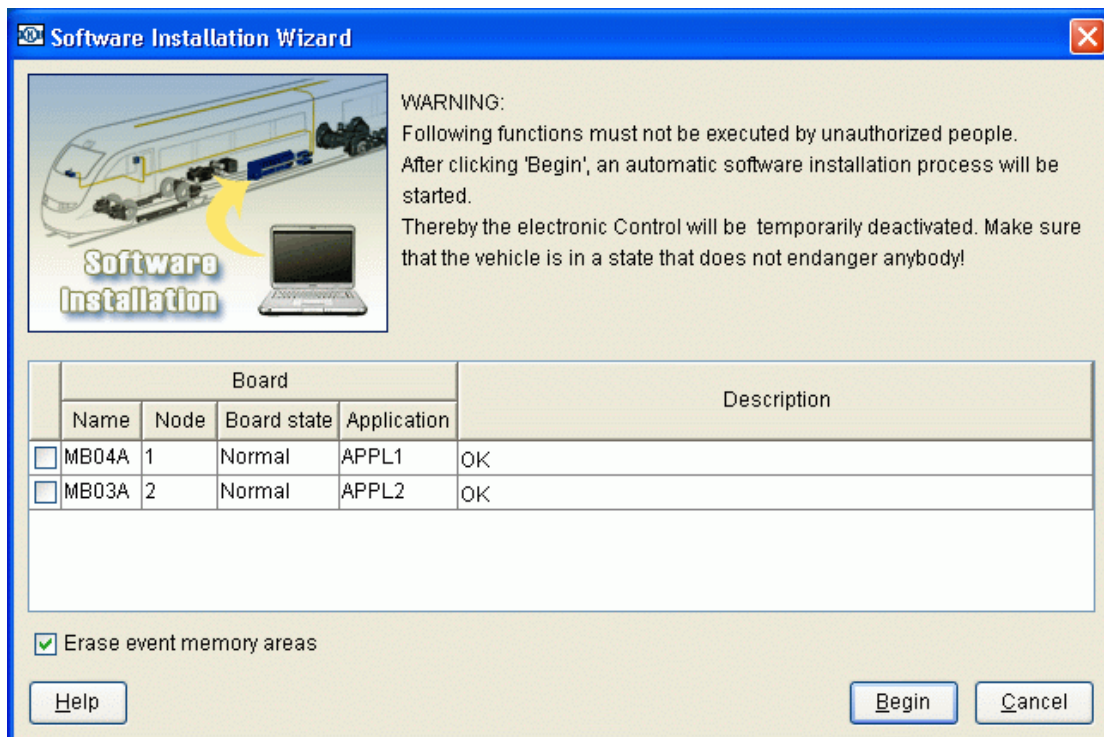 Software Installation Wizard
WARNING:
Following functions must not be executed by unauthorized people.
After clicking 'Begin', an automatic software installation process will be
started.
Thereby the electronic Control will be temporarily deactivated. Make sure
that the vehicle is in a state that does not endanger anybody!
Software
Installation
Board
Description
Name Node Board state Application
MB04A 1 Normal APPL1 OK
MB03A 2 Normal APPL2 OK
Erase event memory areas
Help Begin Cancel